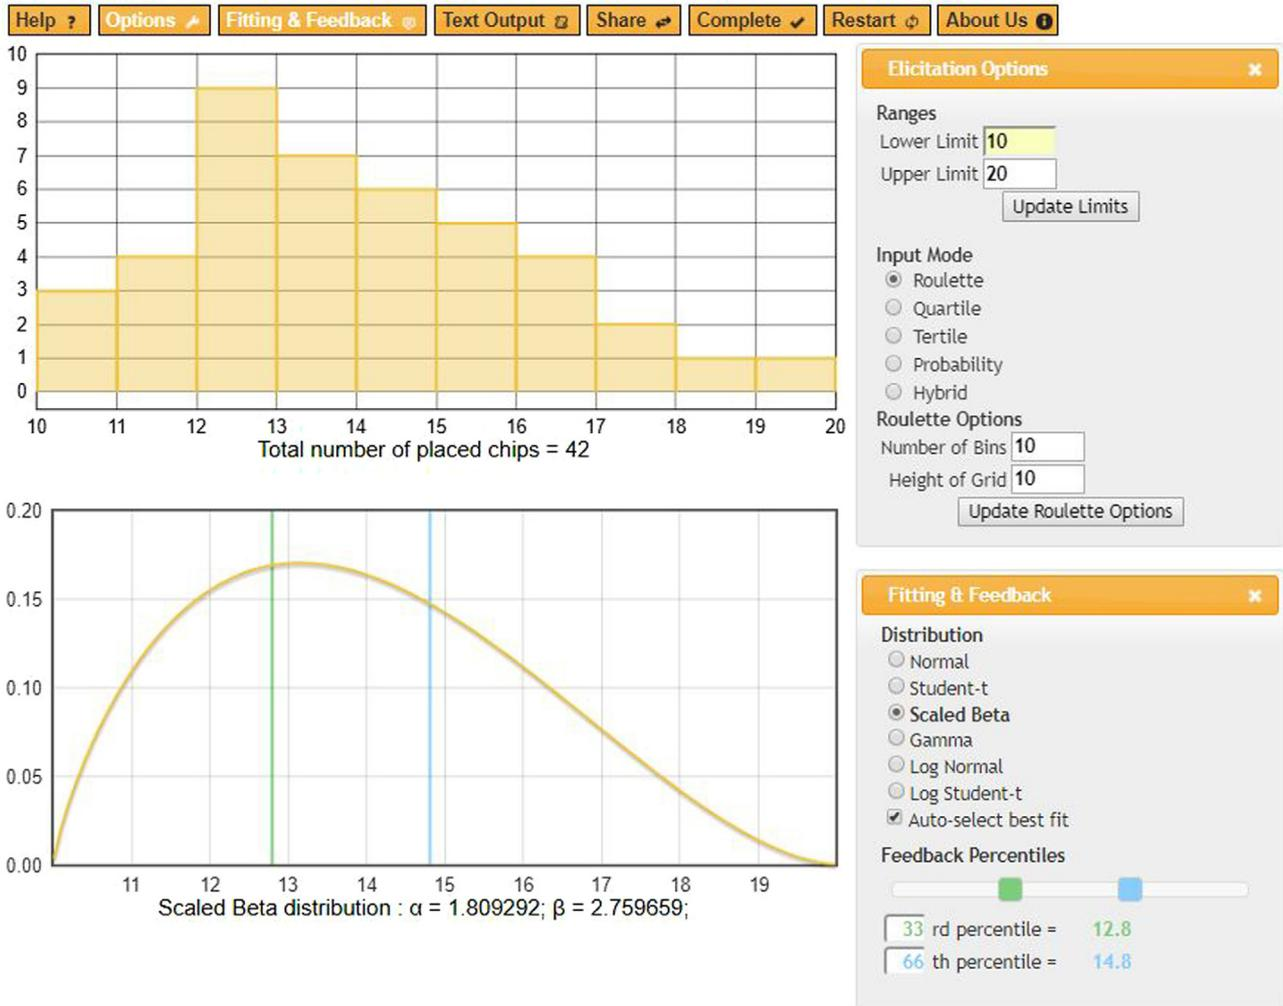 Help ?
Options
Fitting & Feedback
Text Output
Share
Complete
Restart
About Us
10
9
8
7
6
5
4
3
2
1
0
10 11 12 13 14 15 16 17 18 19 20
Total number of placed chips = 42
0.20
0.15
0.10
0.05
0.00
11 12 13 14 15 16 17 18 19
Scaled Beta distribution : α = 1.809292; β = 2.759659;
Elicitation Options
Ranges
Lower Limit 10
Upper Limit 20
Update Limits
Input Mode
Roulette
Quartile
Tertile
Probability
Hybrid
Roulette Options
Number of Bins 10
Height of Grid 10
Update Roulette Options
Fitting & Feedback
Distribution
Normal
Student-t
Scaled Beta
Gamma
Log Normal
Log Student-t
Auto-select best fit
Feedback Percentiles
33 rd percentile = 12.8
66 th percentile = 14.8